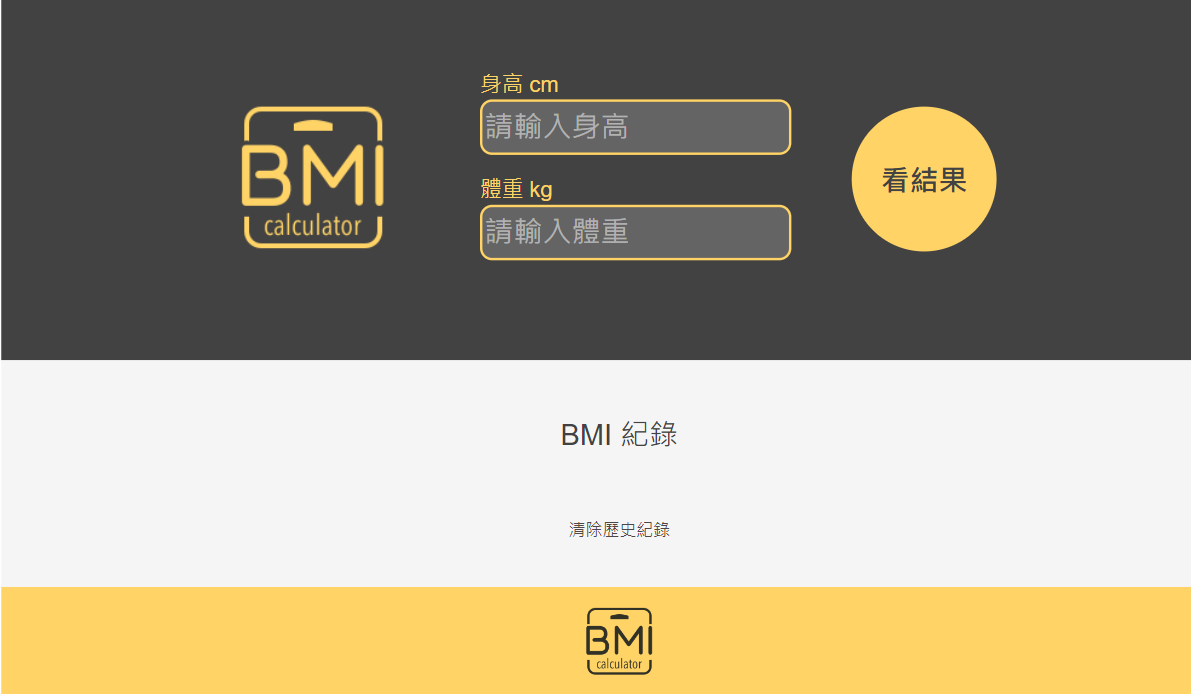 BMI
calculator
身高 cm
請輸入身高
體重 kg
請輸入體重
看結果
BMI 紀錄
清除歷史紀錄
BMI
calculator